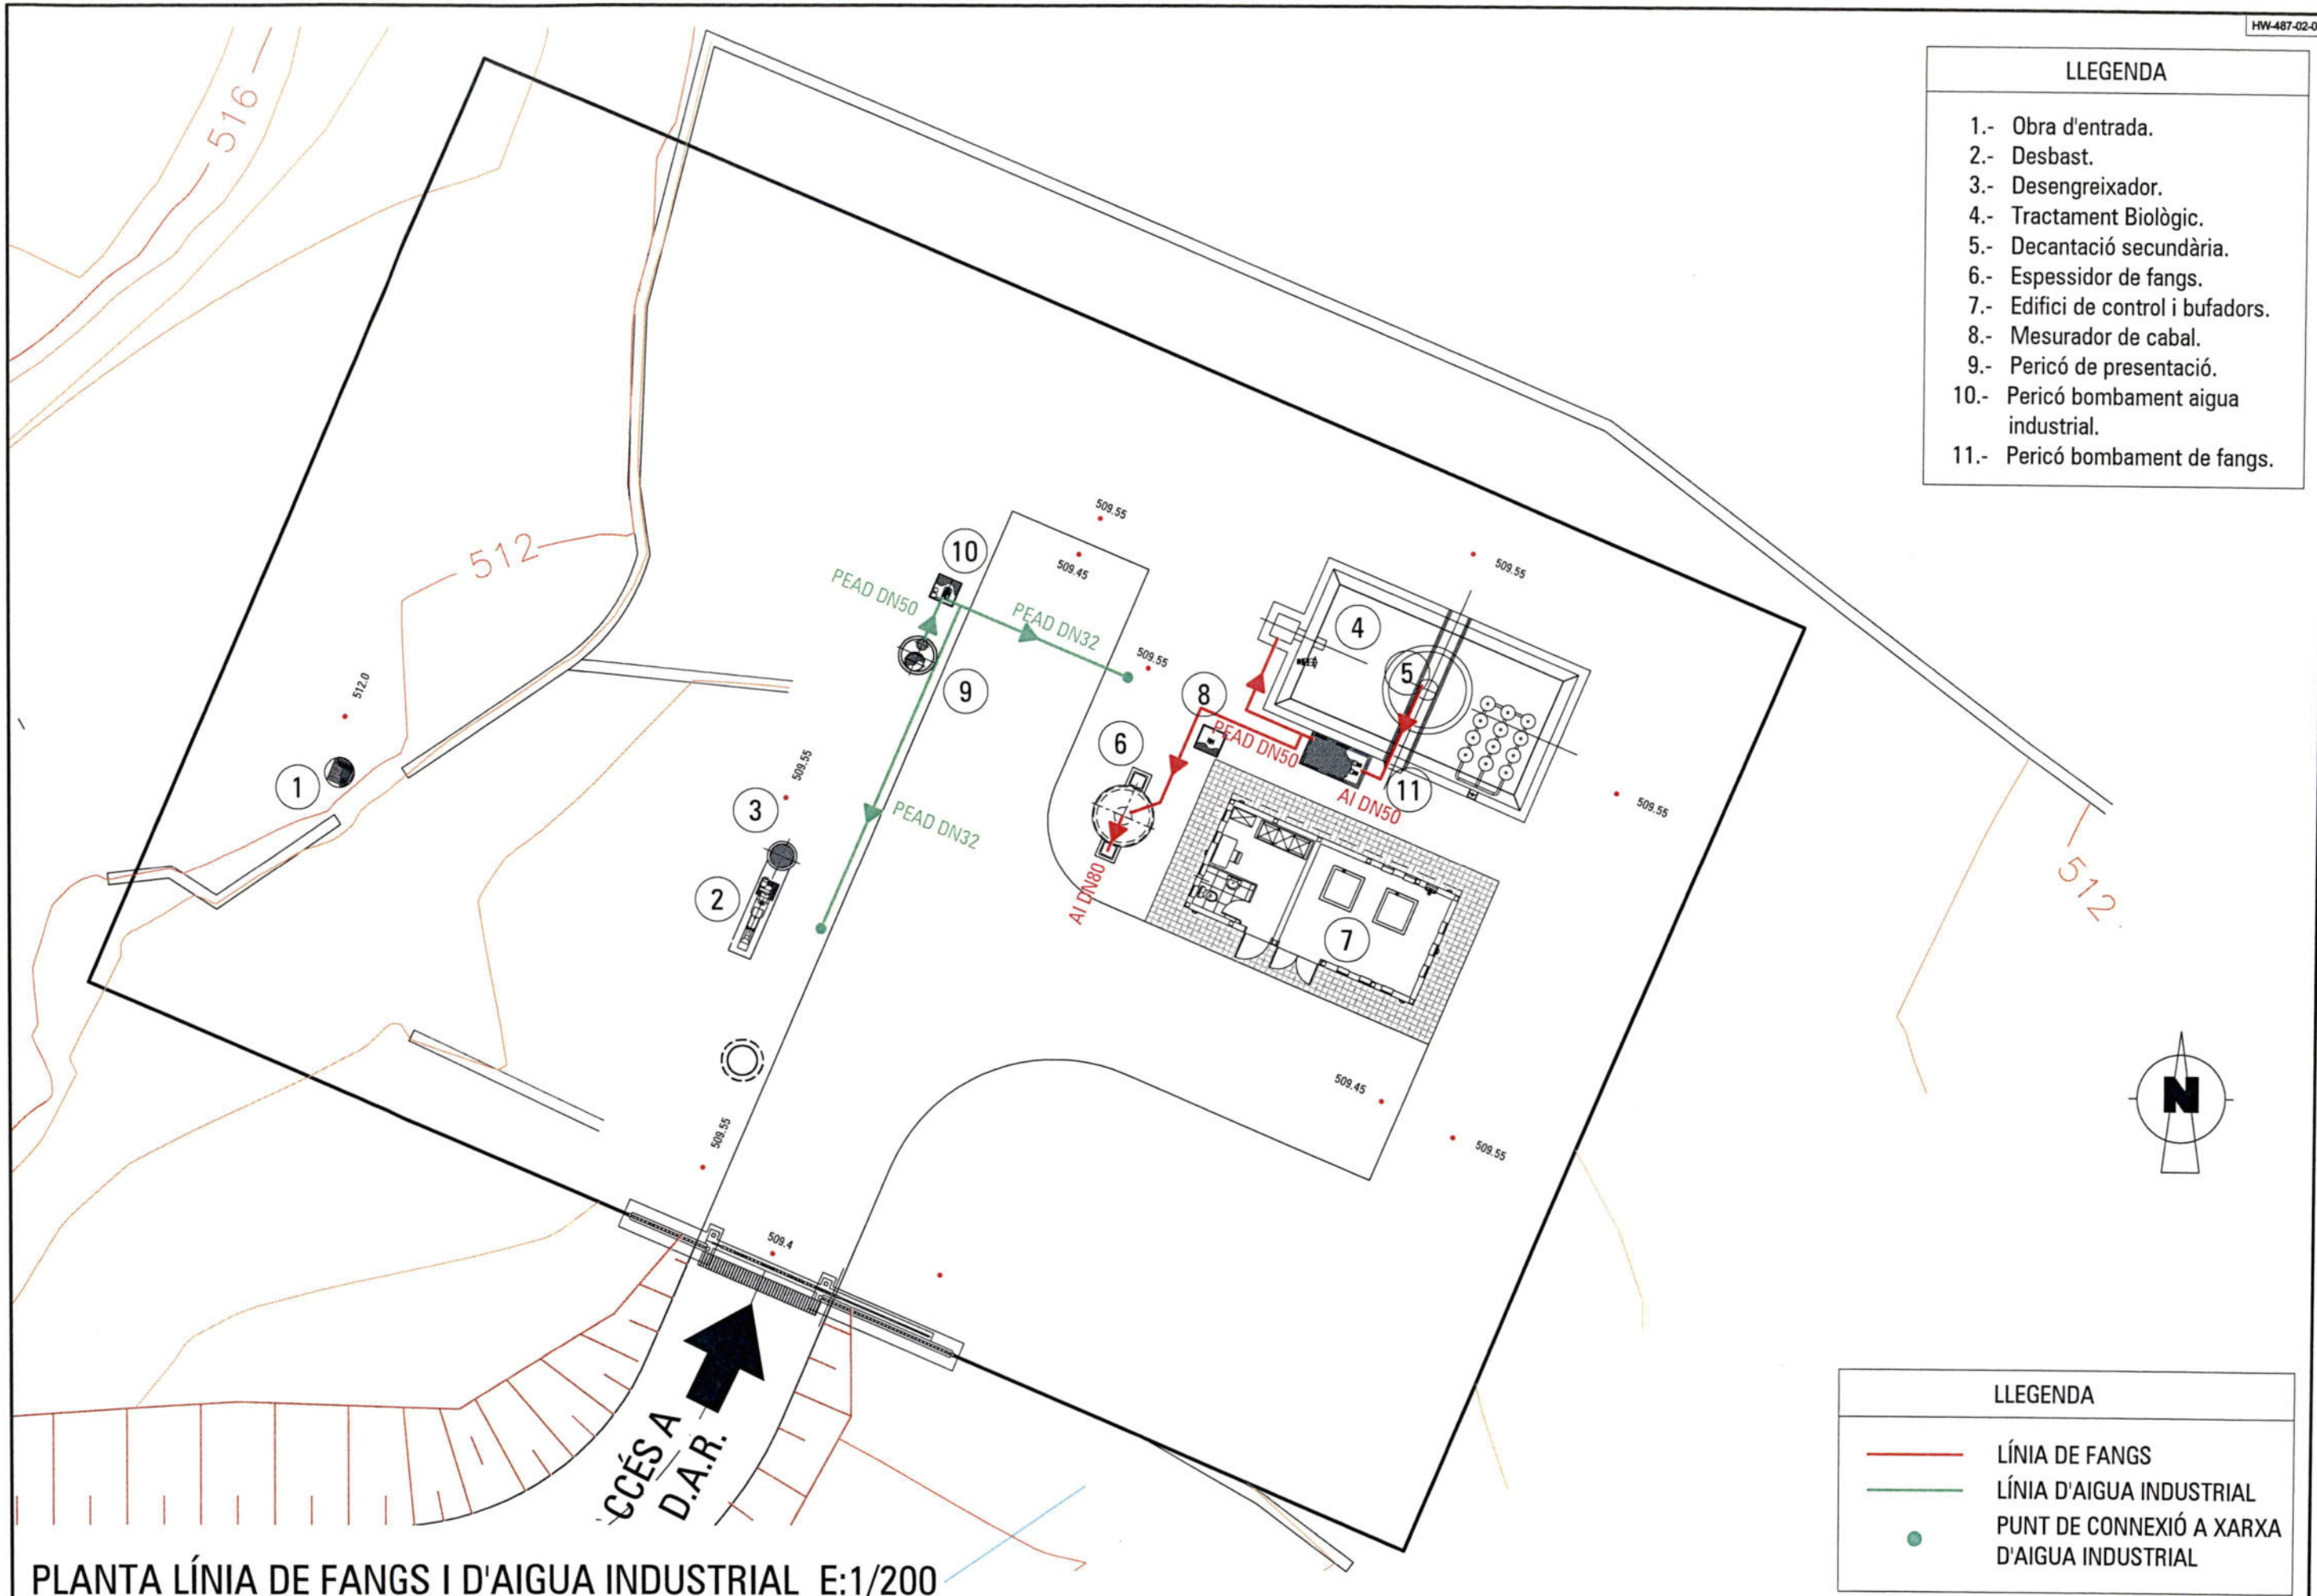 HW-487-02-0
LLEGENDA
1.- Obra d'entrada.
2.- Desbast.
3.- Desengreixador.
4.- Tractament Biològic.
5.- Decantació secundària.
6.- Espessidor de fangs.
7.- Edifici de control i bufadors.
8.- Mesurador de cabal.
9.- Pericó de presentació.
10.- Pericó bombament aigua
industrial.
11.- Pericó bombament de fangs.
516
512
512.0
1
2
3
509.55
10
PEAD DN50
PEAD DN32
9
PEAD DN32
509.55
509.45
509.55
509.55
4
5
8
6
PEAD DN50
11
AI DN50
AI DN80
7
509.55
512
509.45
509.55
509.55
509.4
N
CCÉS A
D.A.R.
PLANTA LÍNIA DE FANGS I D'AIGUA INDUSTRIAL E:1/200
LLEGENDA
LÍNIA DE FANGS
LÍNIA D'AIGUA INDUSTRIAL
PUNT DE CONNEXIÓ A XARXA
D'AIGUA INDUSTRIAL